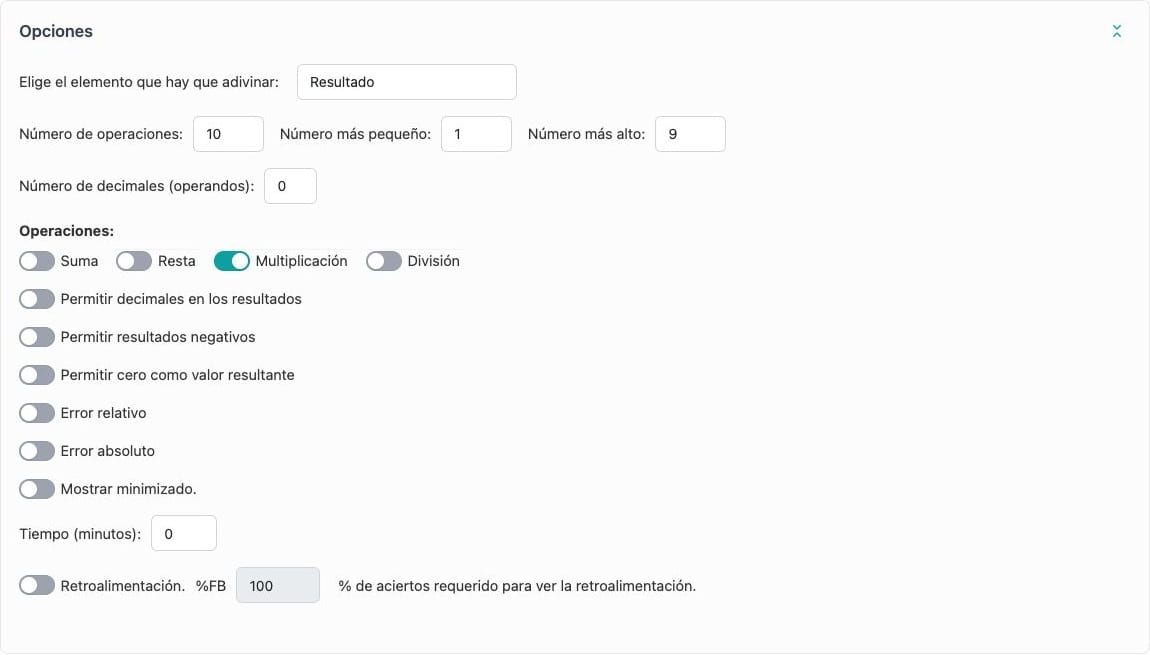 Opciones
Elige el elemento que hay que adivinar: Resultado
Número de operaciones: 10 Número más pequeño: 1 Número más alto: 9
Número de decimales (operandos): 0
Operaciones:
Suma Resta Multiplicación División
Permitir decimales en los resultados
Permitir resultados negativos
Permitir cero como valor resultante
Error relativo
Error absoluto
Mostrar minimizado.
Tiempo (minutos): 0
Retroalimentación. %FB 100 % de aciertos requerido para ver la retroalimentación.